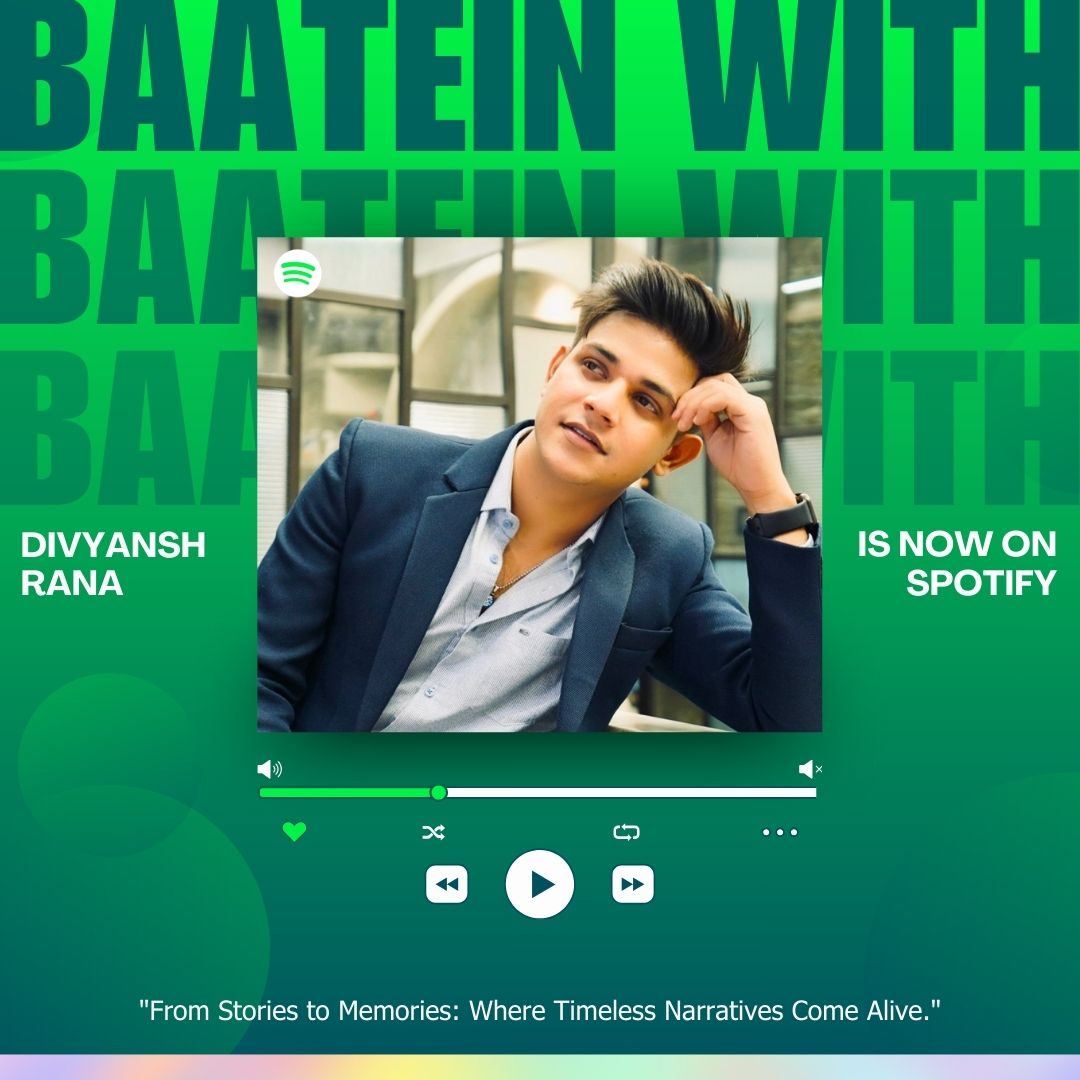 BAATEIN WITH
BAATEIN WITH
BAATEIN WITH
DIVYANSH
RANA
IS NOW ON
SPOTIFY
"From Stories to Memories: Where Timeless Narratives Come Alive."